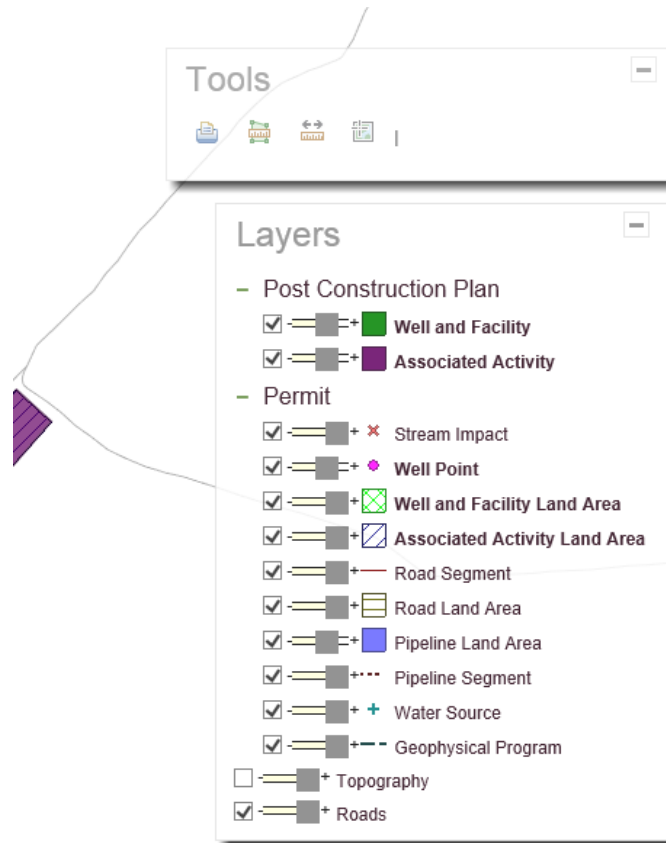 Tools
Layers
Post Construction Plan
Well and Facility
Associated Activity
Permit
Stream Impact
Well Point
Well and Facility Land Area
Associated Activity Land Area
Road Segment
Road Land Area
Pipeline Land Area
Pipeline Segment
Water Source
Geophysical Program
Topography
Roads